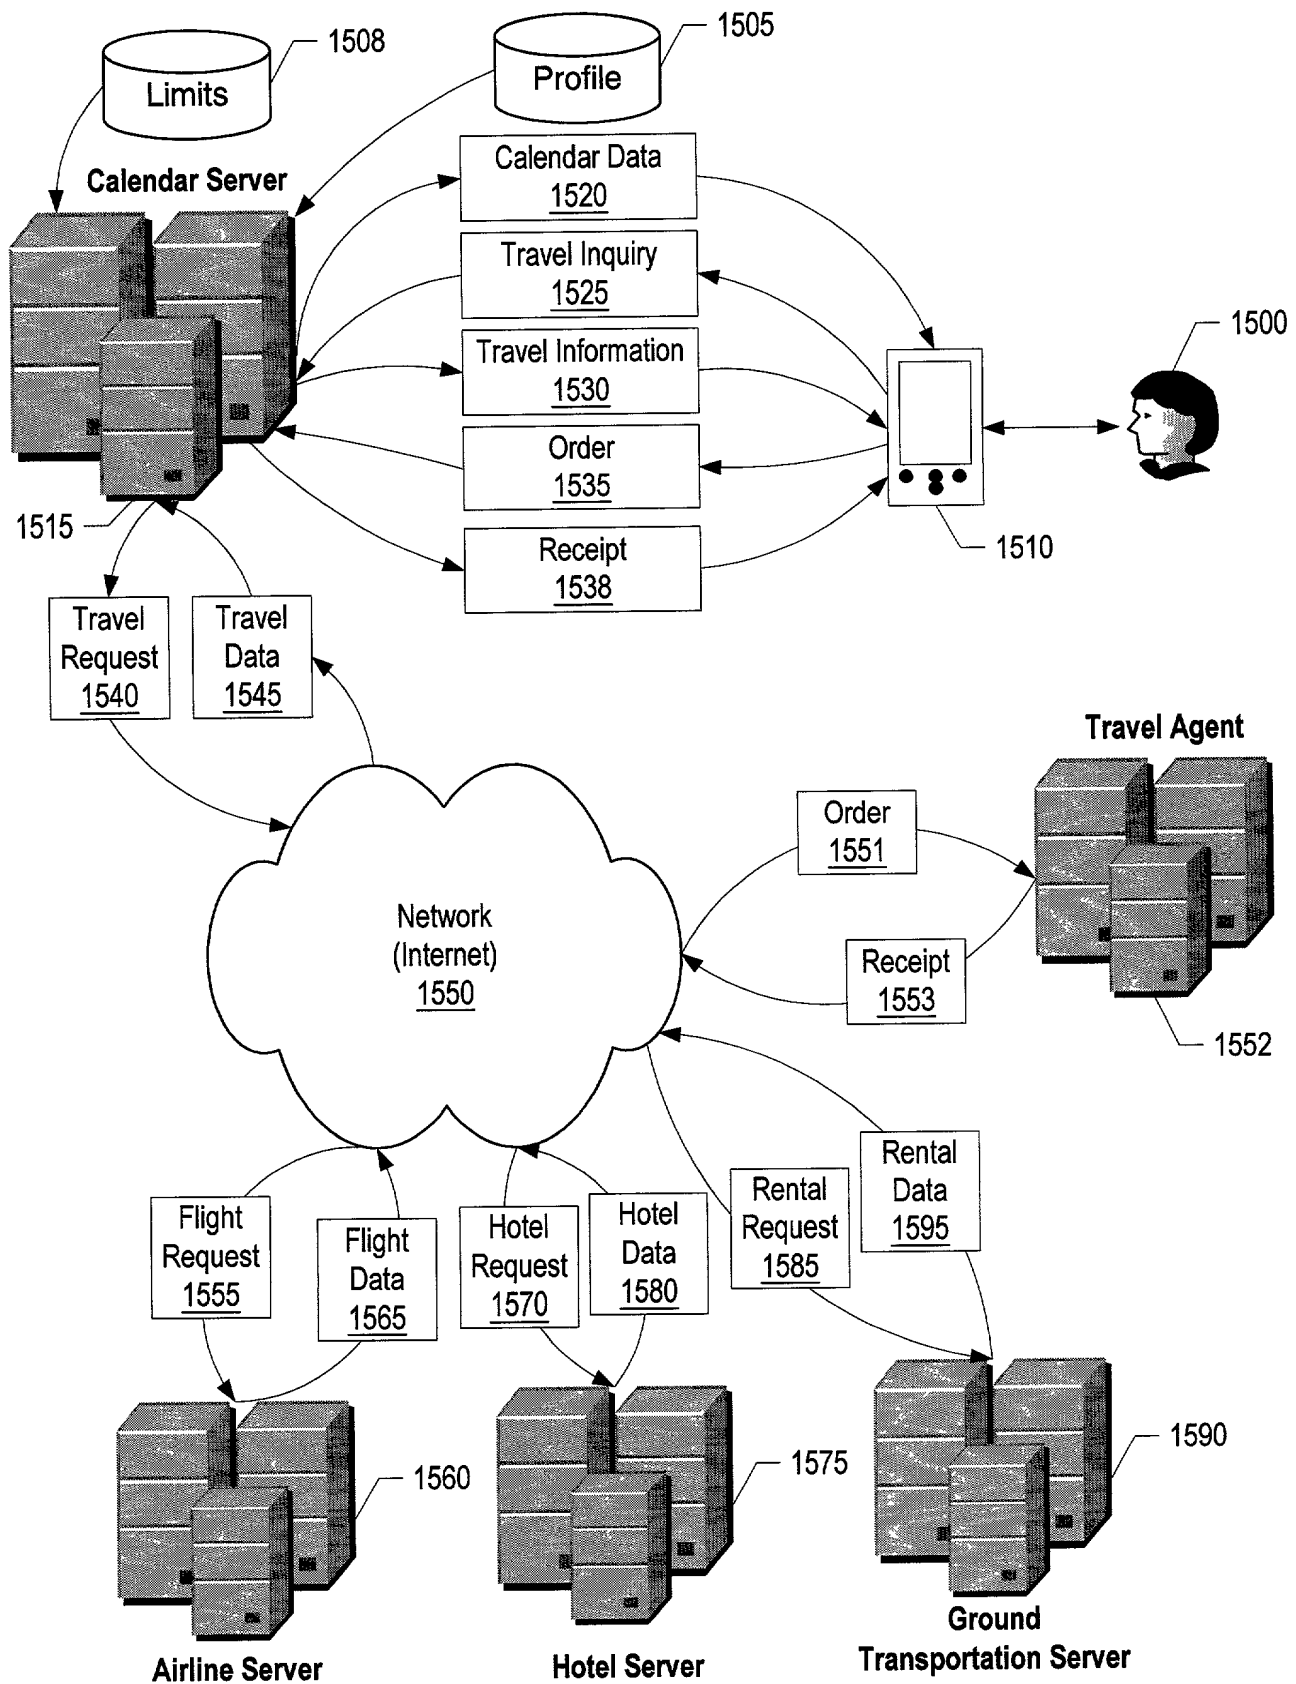 1508
Limits
1505
Profile
Calendar Server
Calendar Data
1520
Travel Inquiry
1525
Travel Information
1530
Order
1535
Receipt
1538
1500
1510
1515
Travel
Request
1540
Travel
Data
1545
Travel Agent
Order
1551
Receipt
1553
1552
Network
(Internet)
1550
Flight
Request
1555
Flight
Data
1565
Hotel
Request
1570
Hotel
Data
1580
Rental
Request
1585
Rental
Data
1595
1560
1575
1590
Airline Server
Hotel Server
Ground
Transportation Server